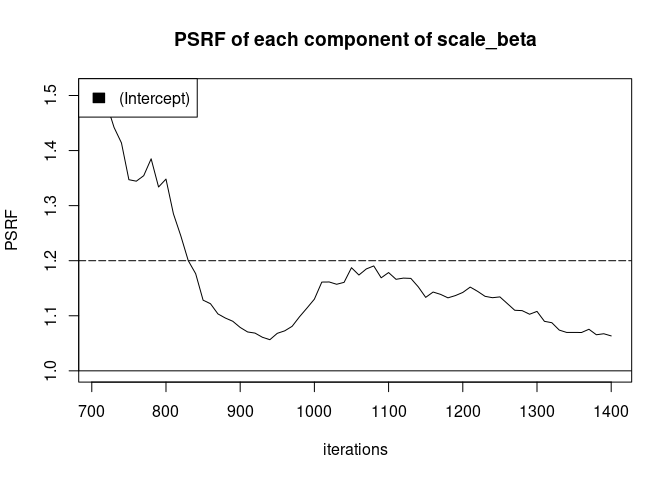 PSRF of each component of scale_beta
(Intercept)
PSRF
1.5
1.4
1.3
1.2
1.1
1.0
700 800 900 1000 1100 1200 1300 1400
iterations